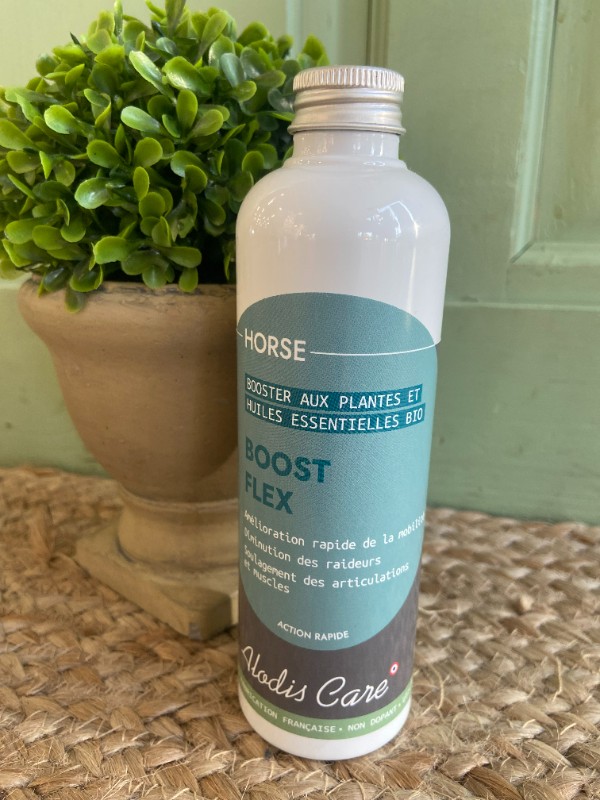 HORSE
BOOSTER AUX PLANTES ET
HUILES ESSENTIELLES BIO
BOOST
FLEX
Amélioration rapide de la mobilité
Diminution des raideurs
Soulagement des articulations
et muscles
ACTION RAPIDE
Alodis Care
FRANÇAISE • NON DOPANT •